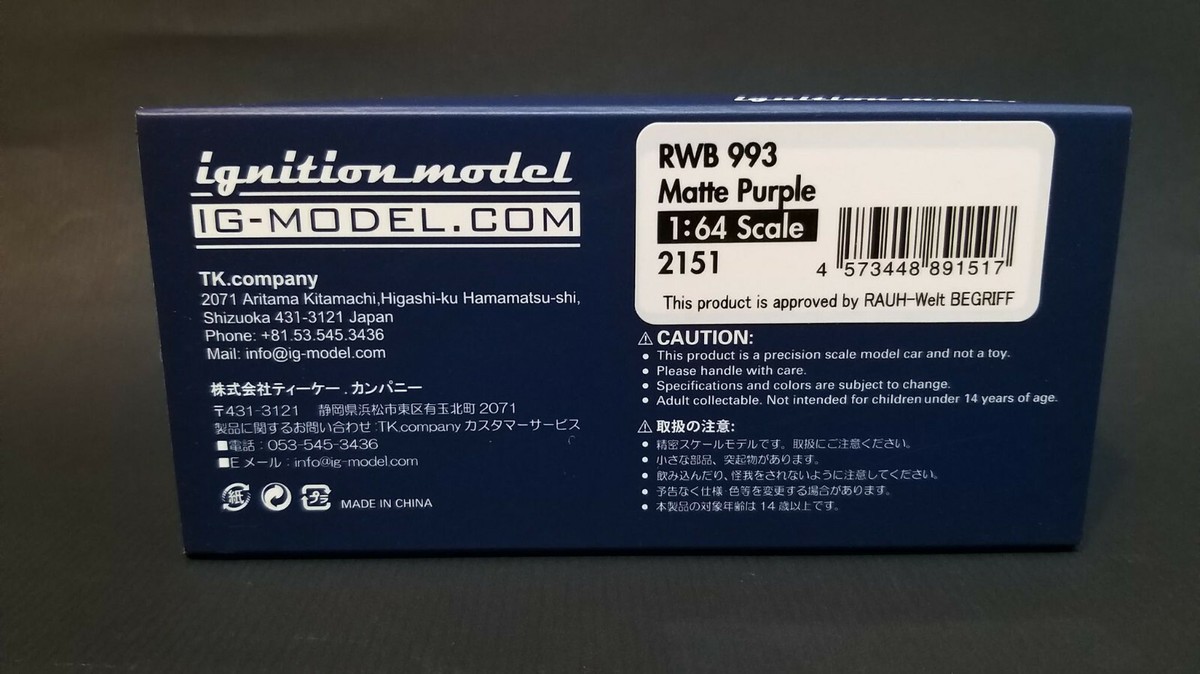 ignition model
ignition model
IG-MODEL.COM
TK.company
2071 Aritama Kitamachi,Higashi-ku Hamamatsu-shi,
Shizuoka 431-3121 Japan
Phone: +81.53.545.3436
Mail: info@ig-model.com
株式会社ティーケー.カンパニー
〒431-3121 静岡県浜松市東区有玉北町 2071
製品に関するお問い合わせ:TK.company カスタマーサービス
■電話:053-545-3436
■E メール:info@ig-model.com
紙
プラ
MADE IN CHINA
RWB 993
Matte Purple
1:64 Scale
2151
4 573448 891517
This product is approved by RAUH-Welt BEGRIFF
⚠ CAUTION:
• This product is a precision scale model car and not a toy.
• Please handle with care.
• Specifications and colors are subject to change.
• Adult collectable. Not intended for children under 14 years of age.
⚠ 取扱の注意:
• 精密スケールモデルです。取扱にご注意ください。
• 小さな部品、突起物があります。
• 飲み込んだり、怪我をされないように注意してください。
• 予告なく仕様・色等を変更する場合があります。
• 本製品の対象年齢は 14 歳以上です。